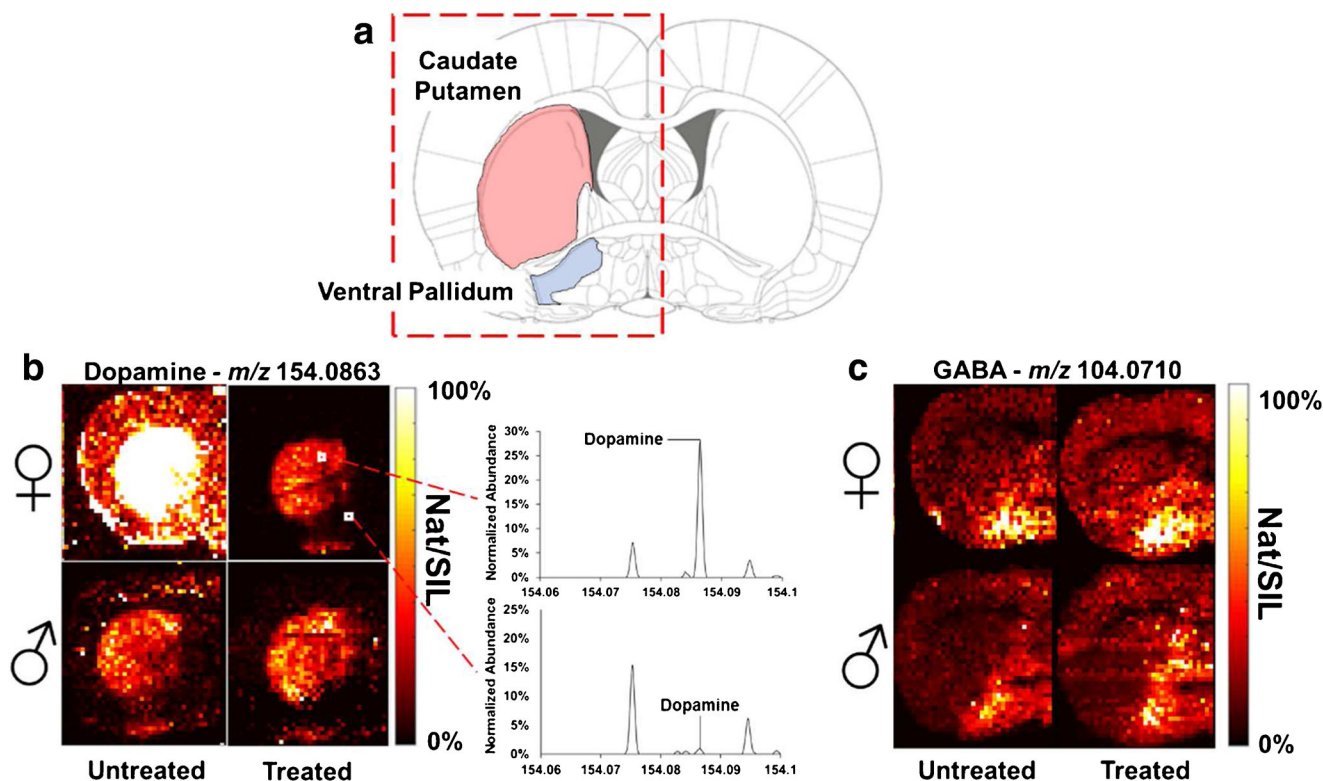 a
Caudate
Putamen
Ventral Pallidum
b
Dopamine - m/z 154.0863
100%
Nat/SIL
0%
♀
♂
Untreated
Treated
Normalized Abundance
30%
25%
20%
15%
10%
5%
0%
Dopamine
154.06
154.07
154.08
154.09
154.1
Normalized Abundance
25%
20%
15%
10%
5%
0%
Dopamine
154.06
154.07
154.08
154.09
154.1
c
GABA - m/z 104.0710
100%
Nat/SIL
0%
♀
♂
Untreated
Treated